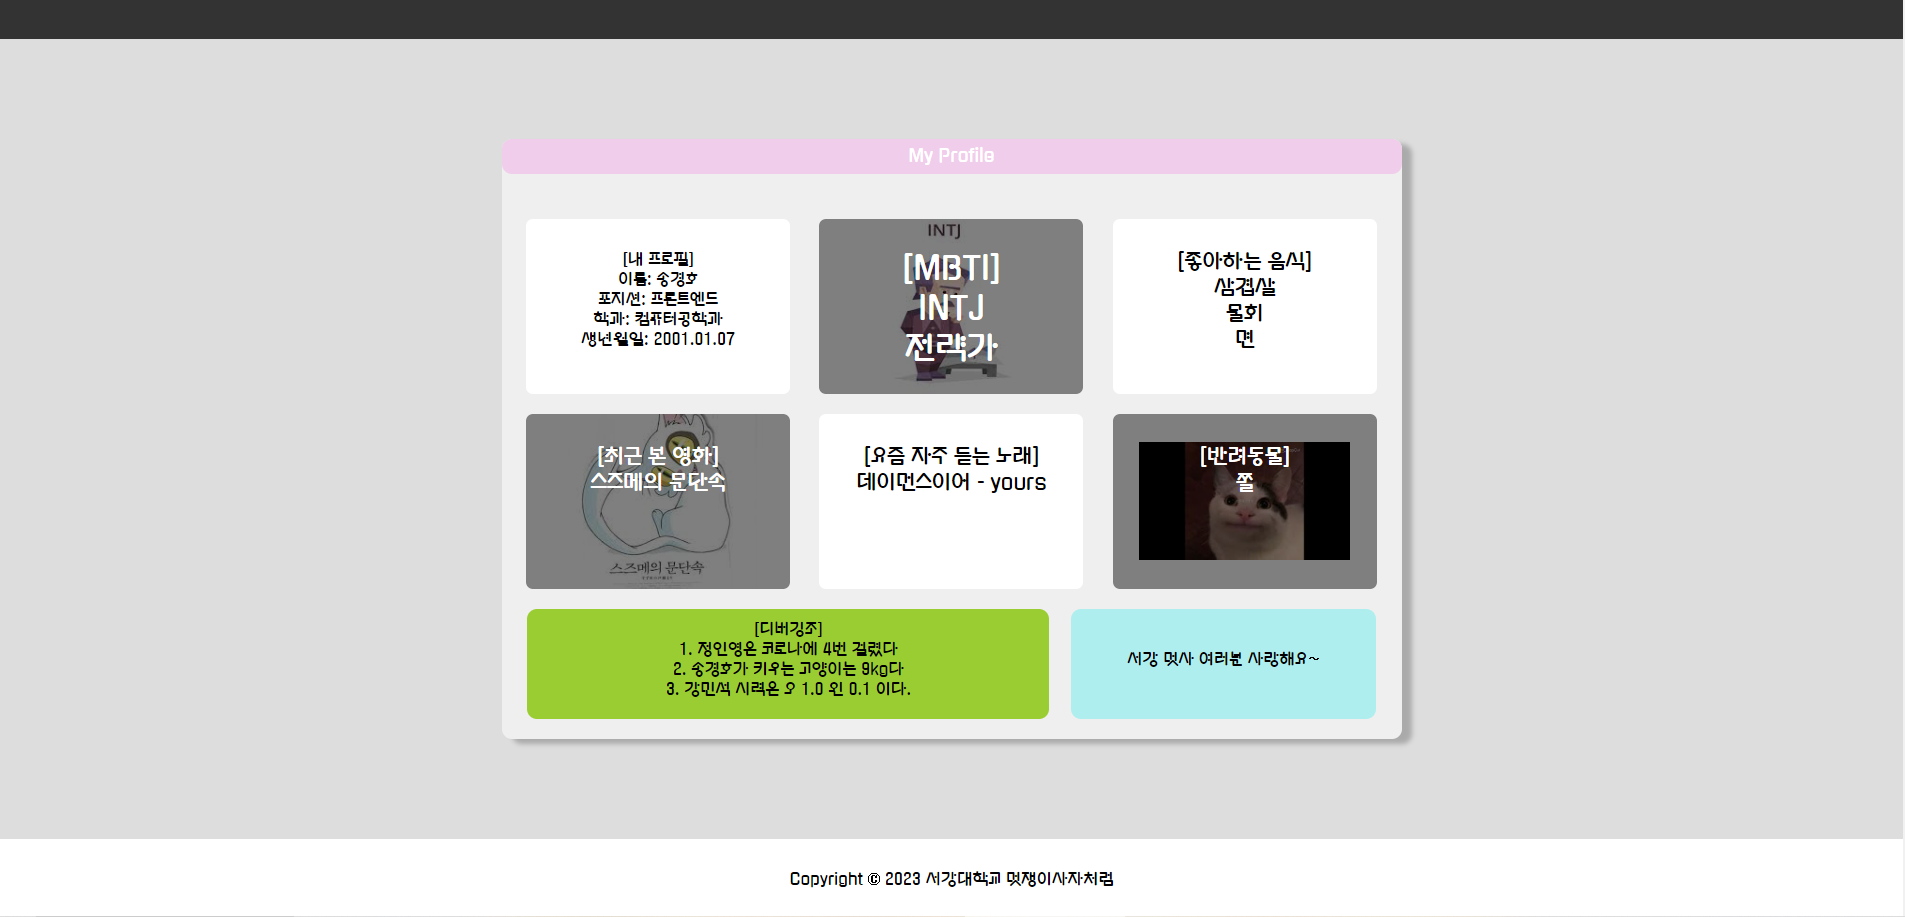 My Profile
[내 프로필]
이름: 송경호
포지션: 프론트엔드
학과: 컴퓨터공학과
생년월일: 2001.01.07
INTJ
[MBTI]
INTJ
전략가
[좋아하는 음식]
삼겹살
물회
면
[최근 본 영화]
스즈메의 문단속
스즈메의 문단속
[요즘 자주 듣는 노래]
데이먼스이어 - yours
[반려동물]
쫄
[디버깅조]
1. 정인영은 코로나에 4번 걸렸다
2. 송경호가 키우는 고양이는 9kg다
3. 강민석 시력은 오 1.0 왼 0.1 이다.
서강 멋사 여러분 사랑해요~
Copyright © 2023 서강대학교 멋쟁이사자처럼